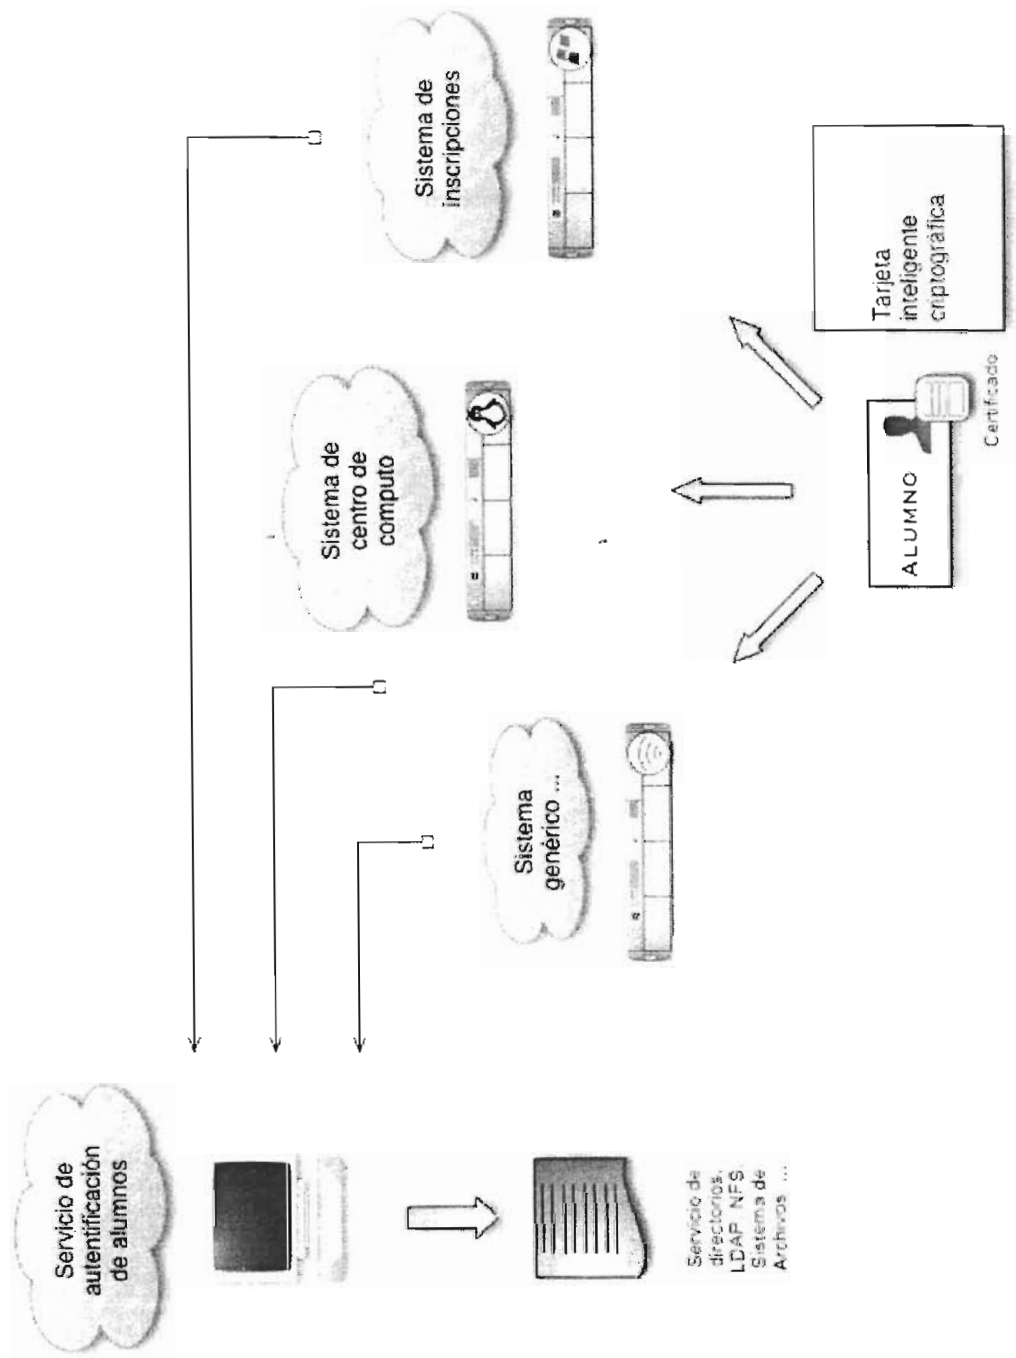 Servicio de
autentificación
de alumnos
Servicio de
directorios,
LDAP NFS,
Sistema de
Archivos ...
Sistema
genérico ...
Sistema de
centro de
computo
Sistema de
inscripciones
ALUMNO
Certificado
Tarjeta
inteligente
criptográfica